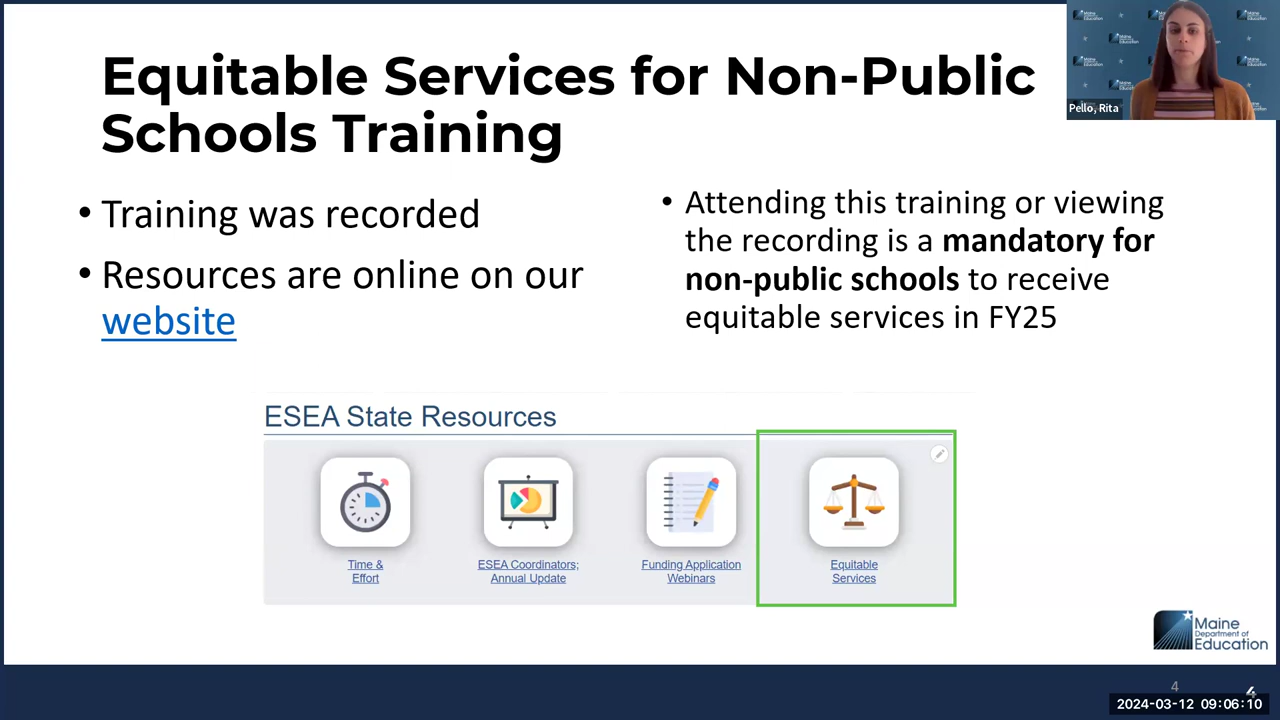 Equitable Services for Non-Public
Schools Training
• Training was recorded
• Resources are online on our
website
• Attending this training or viewing
the recording is a mandatory for
non-public schools to receive
equitable services in FY25
ESEA State Resources
Time &
Effort
ESEA Coordinators;
Annual Update
Funding Application
Webinars
Equitable
Services
Maine
Department of
Education
Pello, Rita
4
4
2024-03-12 09:06:10